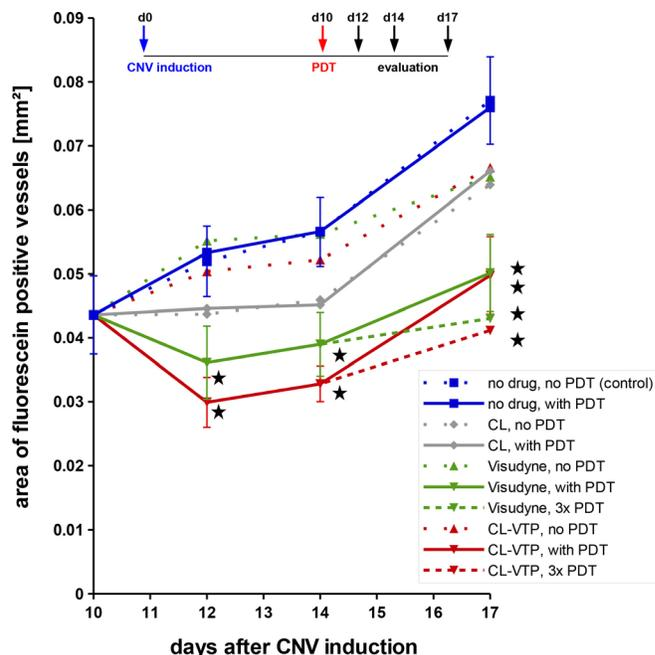 d0 d10 d12 d14 d17
CNV induction PDT evaluation
area of fluorescein positive vessels [mm²]
0.09
0.08
0.07
0.06
0.05
0.04
0.03
0.02
0.01
0
10 11 12 13 14 15 16 17
days after CNV induction
no drug, no PDT (control)
no drug, with PDT
CL, no PDT
CL, with PDT
Visudyne, no PDT
Visudyne, with PDT
Visudyne, 3x PDT
CL-VTP, no PDT
CL-VTP, with PDT
CL-VTP, 3x PDT